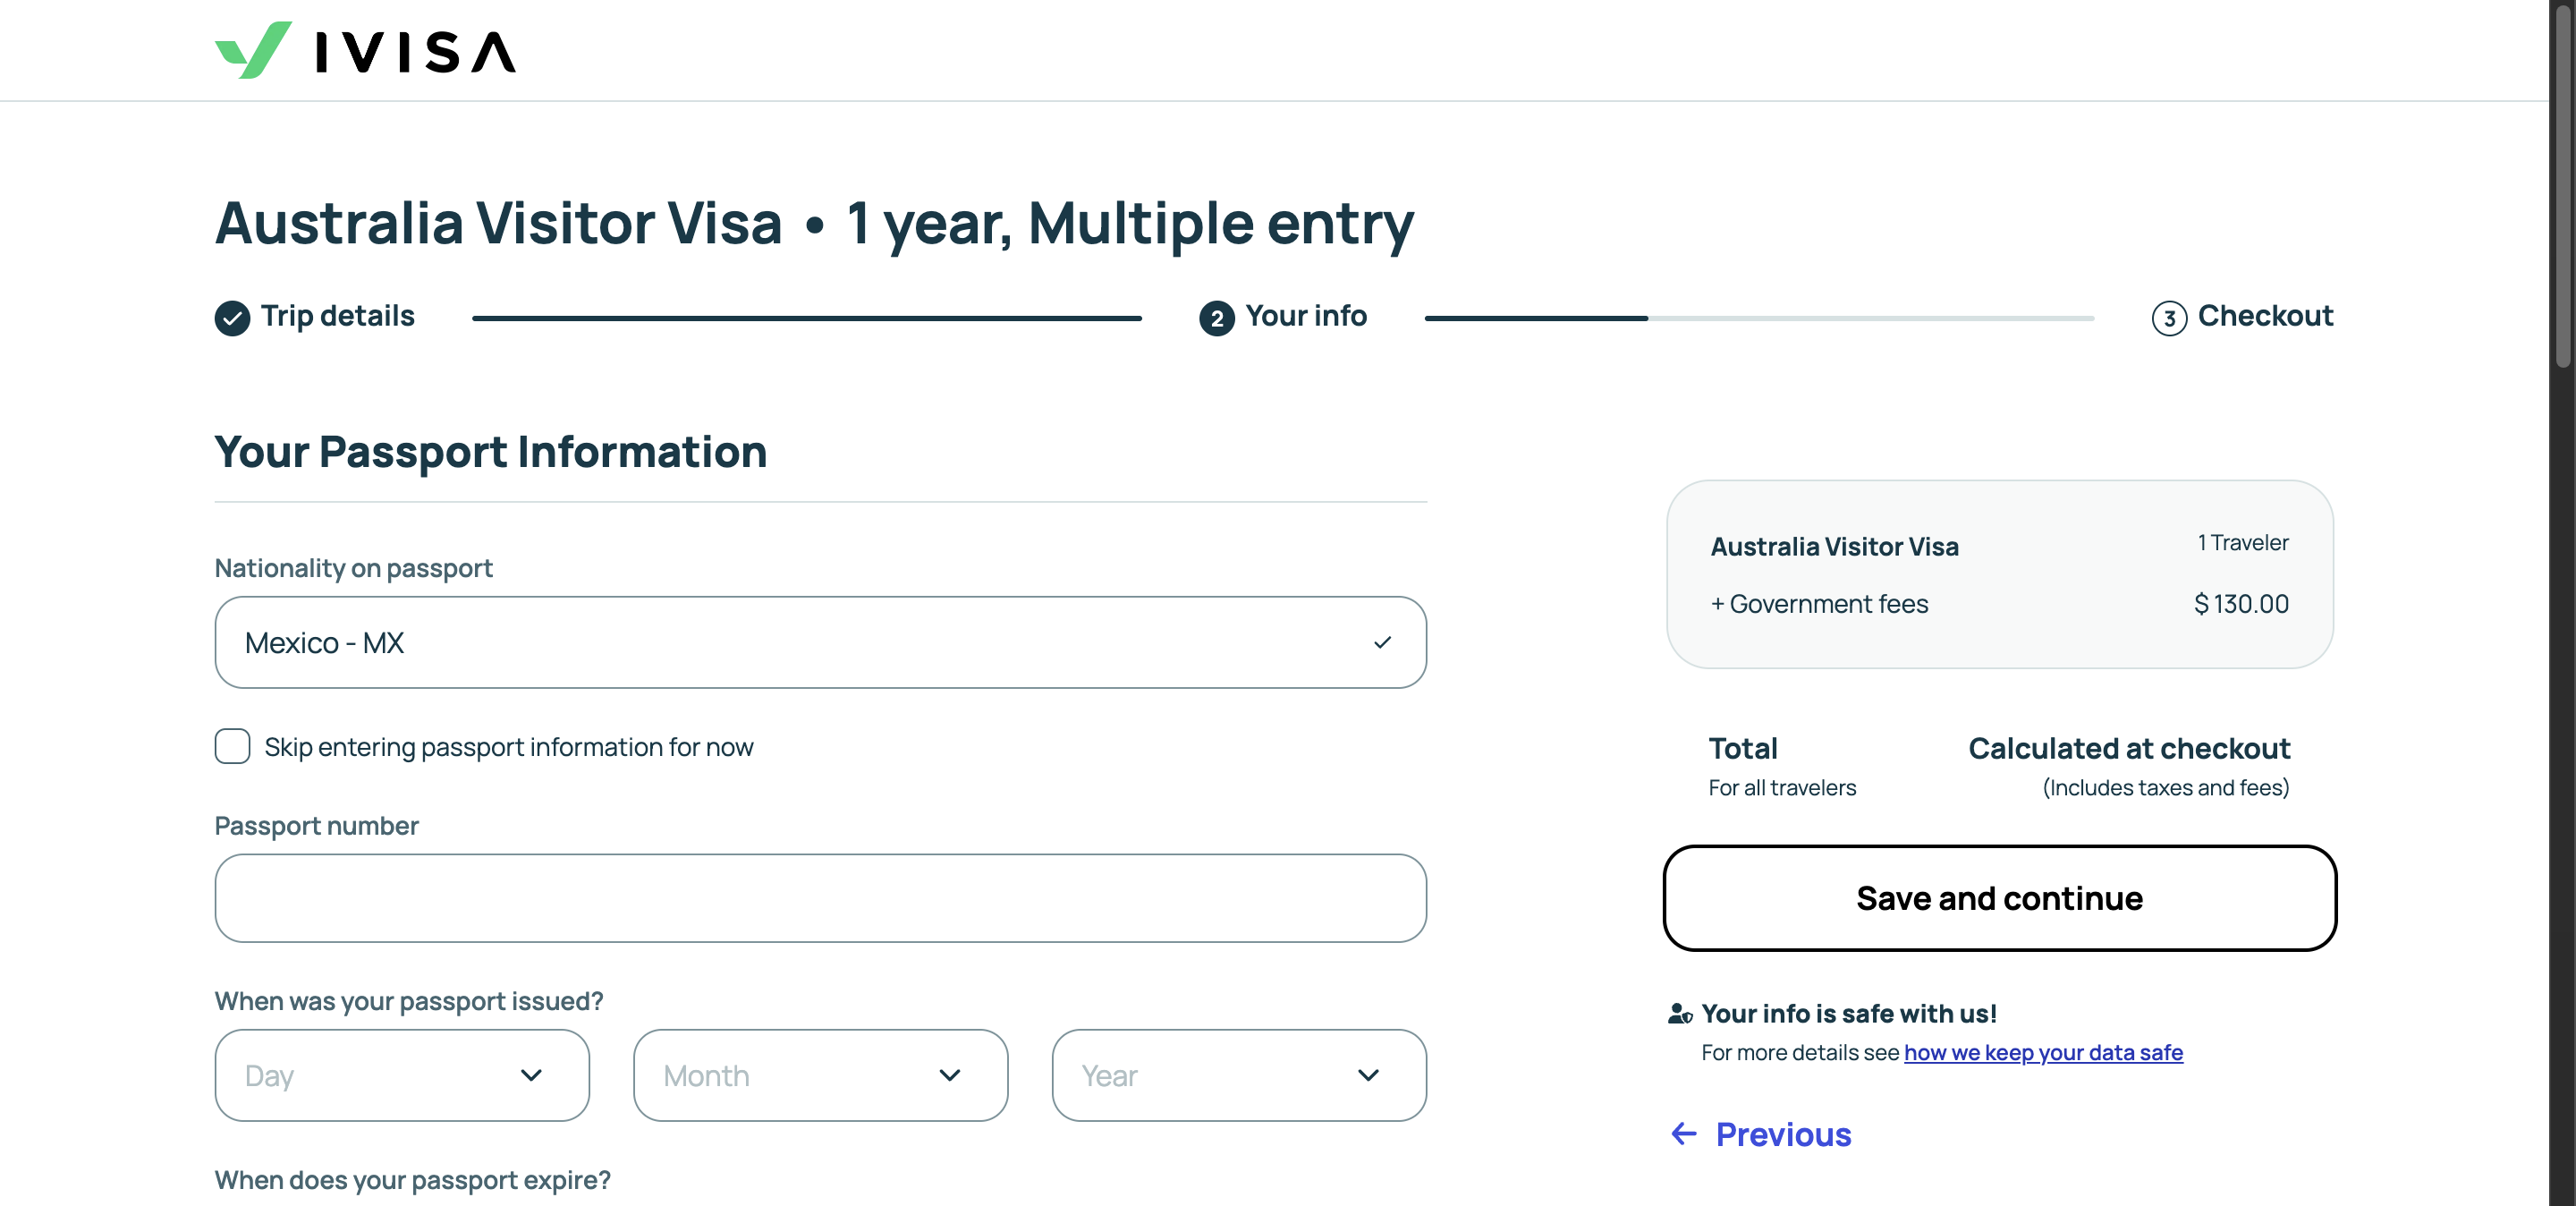 IVISA
Australia Visitor Visa • 1 year, Multiple entry
Trip details
2 Your info
3 Checkout
Your Passport Information
Nationality on passport
Mexico - MX
Skip entering passport information for now
Passport number
When was your passport issued?
Day
Month
Year
When does your passport expire?
Australia Visitor Visa 1 Traveler
+ Government fees $ 130.00
Total Calculated at checkout
For all travelers (Includes taxes and fees)
Save and continue
Your info is safe with us!
For more details see how we keep your data safe
Previous